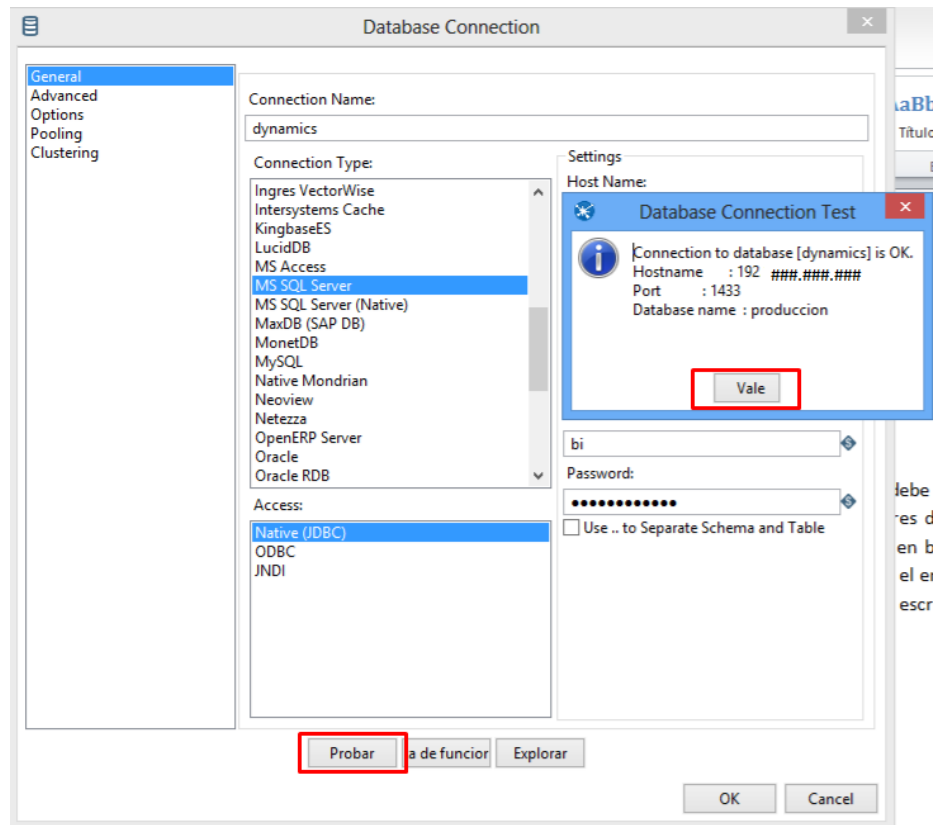 Database Connection
General
Advanced
Options
Pooling
Clustering
Connection Name:
dynamics
Connection Type:
Ingres VectorWise
Intersystems Cache
KingbaseES
LucidDB
MS Access
MS SQL Server
MS SQL Server (Native)
MaxDB (SAP DB)
MonetDB
MySQL
Native Mondrian
Neoview
Netezza
OpenERP Server
Oracle
Oracle RDB
Access:
Native (JDBC)
ODBC
JNDI
Settings
Host Name:
Database Connection Test
Connection to database [dynamics] is OK.
Hostname : 192 ###.###.###
Port : 1433
Database name : produccion
Vale
bi
Password:
●●●●●●●●●●●●
Use .. to Separate Schema and Table
Probar
a de funcior
Explorar
OK
Cancel
aBb
Título
debe
res d
en b
el er
escr